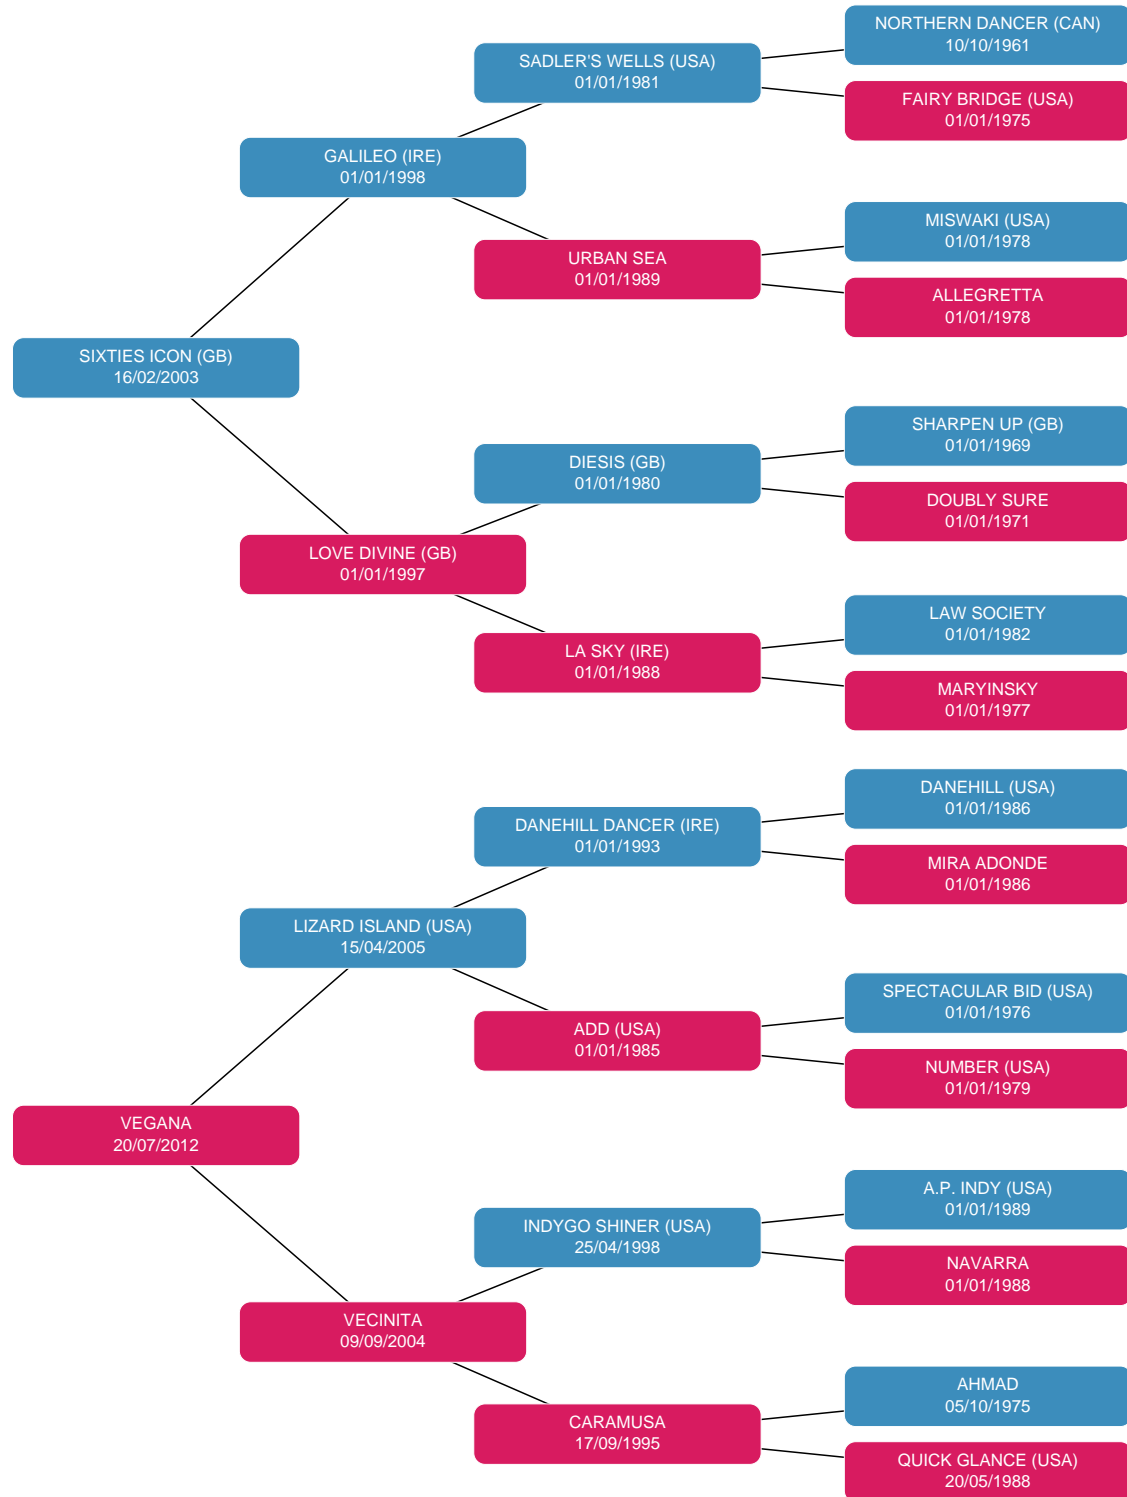 NORTHERN DANCER (CAN)
10/10/1961
SADLER'S WELLS (USA)
01/01/1981
FAIRY BRIDGE (USA)
01/01/1975
GALILEO (IRE)
01/01/1998
MISWAKI (USA)
01/01/1978
URBAN SEA
01/01/1989
ALLEGRETTA
01/01/1978
SIXTIES ICON (GB)
16/02/2003
SHARPEN UP (GB)
01/01/1969
DIESIS (GB)
01/01/1980
DOUBLY SURE
01/01/1971
LOVE DIVINE (GB)
01/01/1997
LAW SOCIETY
01/01/1982
LA SKY (IRE)
01/01/1988
MARYINSKY
01/01/1977
DANEHILL (USA)
01/01/1986
DANEHILL DANCER (IRE)
01/01/1993
MIRA ADONDE
01/01/1986
LIZARD ISLAND (USA)
15/04/2005
SPECTACULAR BID (USA)
01/01/1976
ADD (USA)
01/01/1985
NUMBER (USA)
01/01/1979
VEGANA
20/07/2012
A.P. INDY (USA)
01/01/1989
INDYGO SHINER (USA)
25/04/1998
NAVARRA
01/01/1988
VECINITA
09/09/2004
AHMAD
05/10/1975
CARAMUSA
17/09/1995
QUICK GLANCE (USA)
20/05/1988